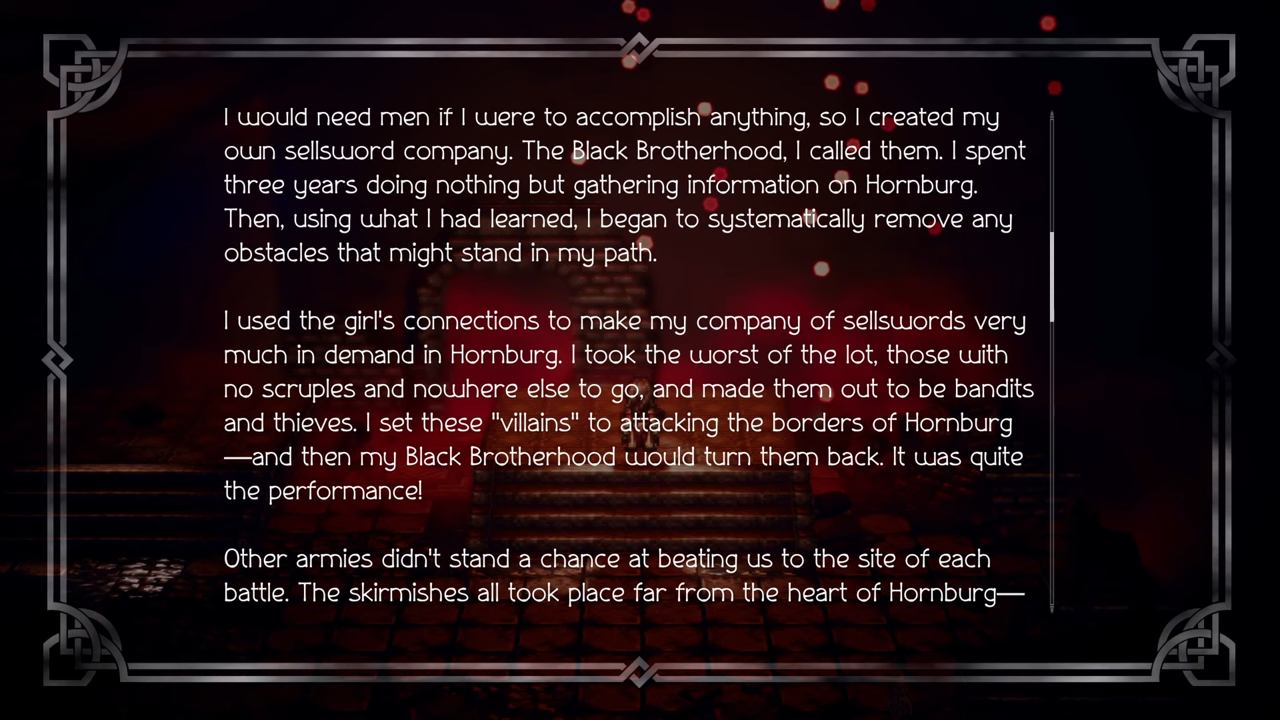 I would need men if I were to accomplish anything, so I created my
own sellsword company. The Black Brotherhood, I called them. I spent
three years doing nothing but gathering information on Hornburg.
Then, using what I had learned, I began to systematically remove any
obstacles that might stand in my path.
I used the girl's connections to make my company of sellswords very
much in demand in Hornburg. I took the worst of the lot, those with
no scruples and nowhere else to go, and made them out to be bandits
and thieves. I set these "villains" to attacking the borders of Hornburg
—and then my Black Brotherhood would turn them back. It was quite
the performance!
Other armies didn't stand a chance at beating us to the site of each
battle. The skirmishes all took place far from the heart of Hornburg—